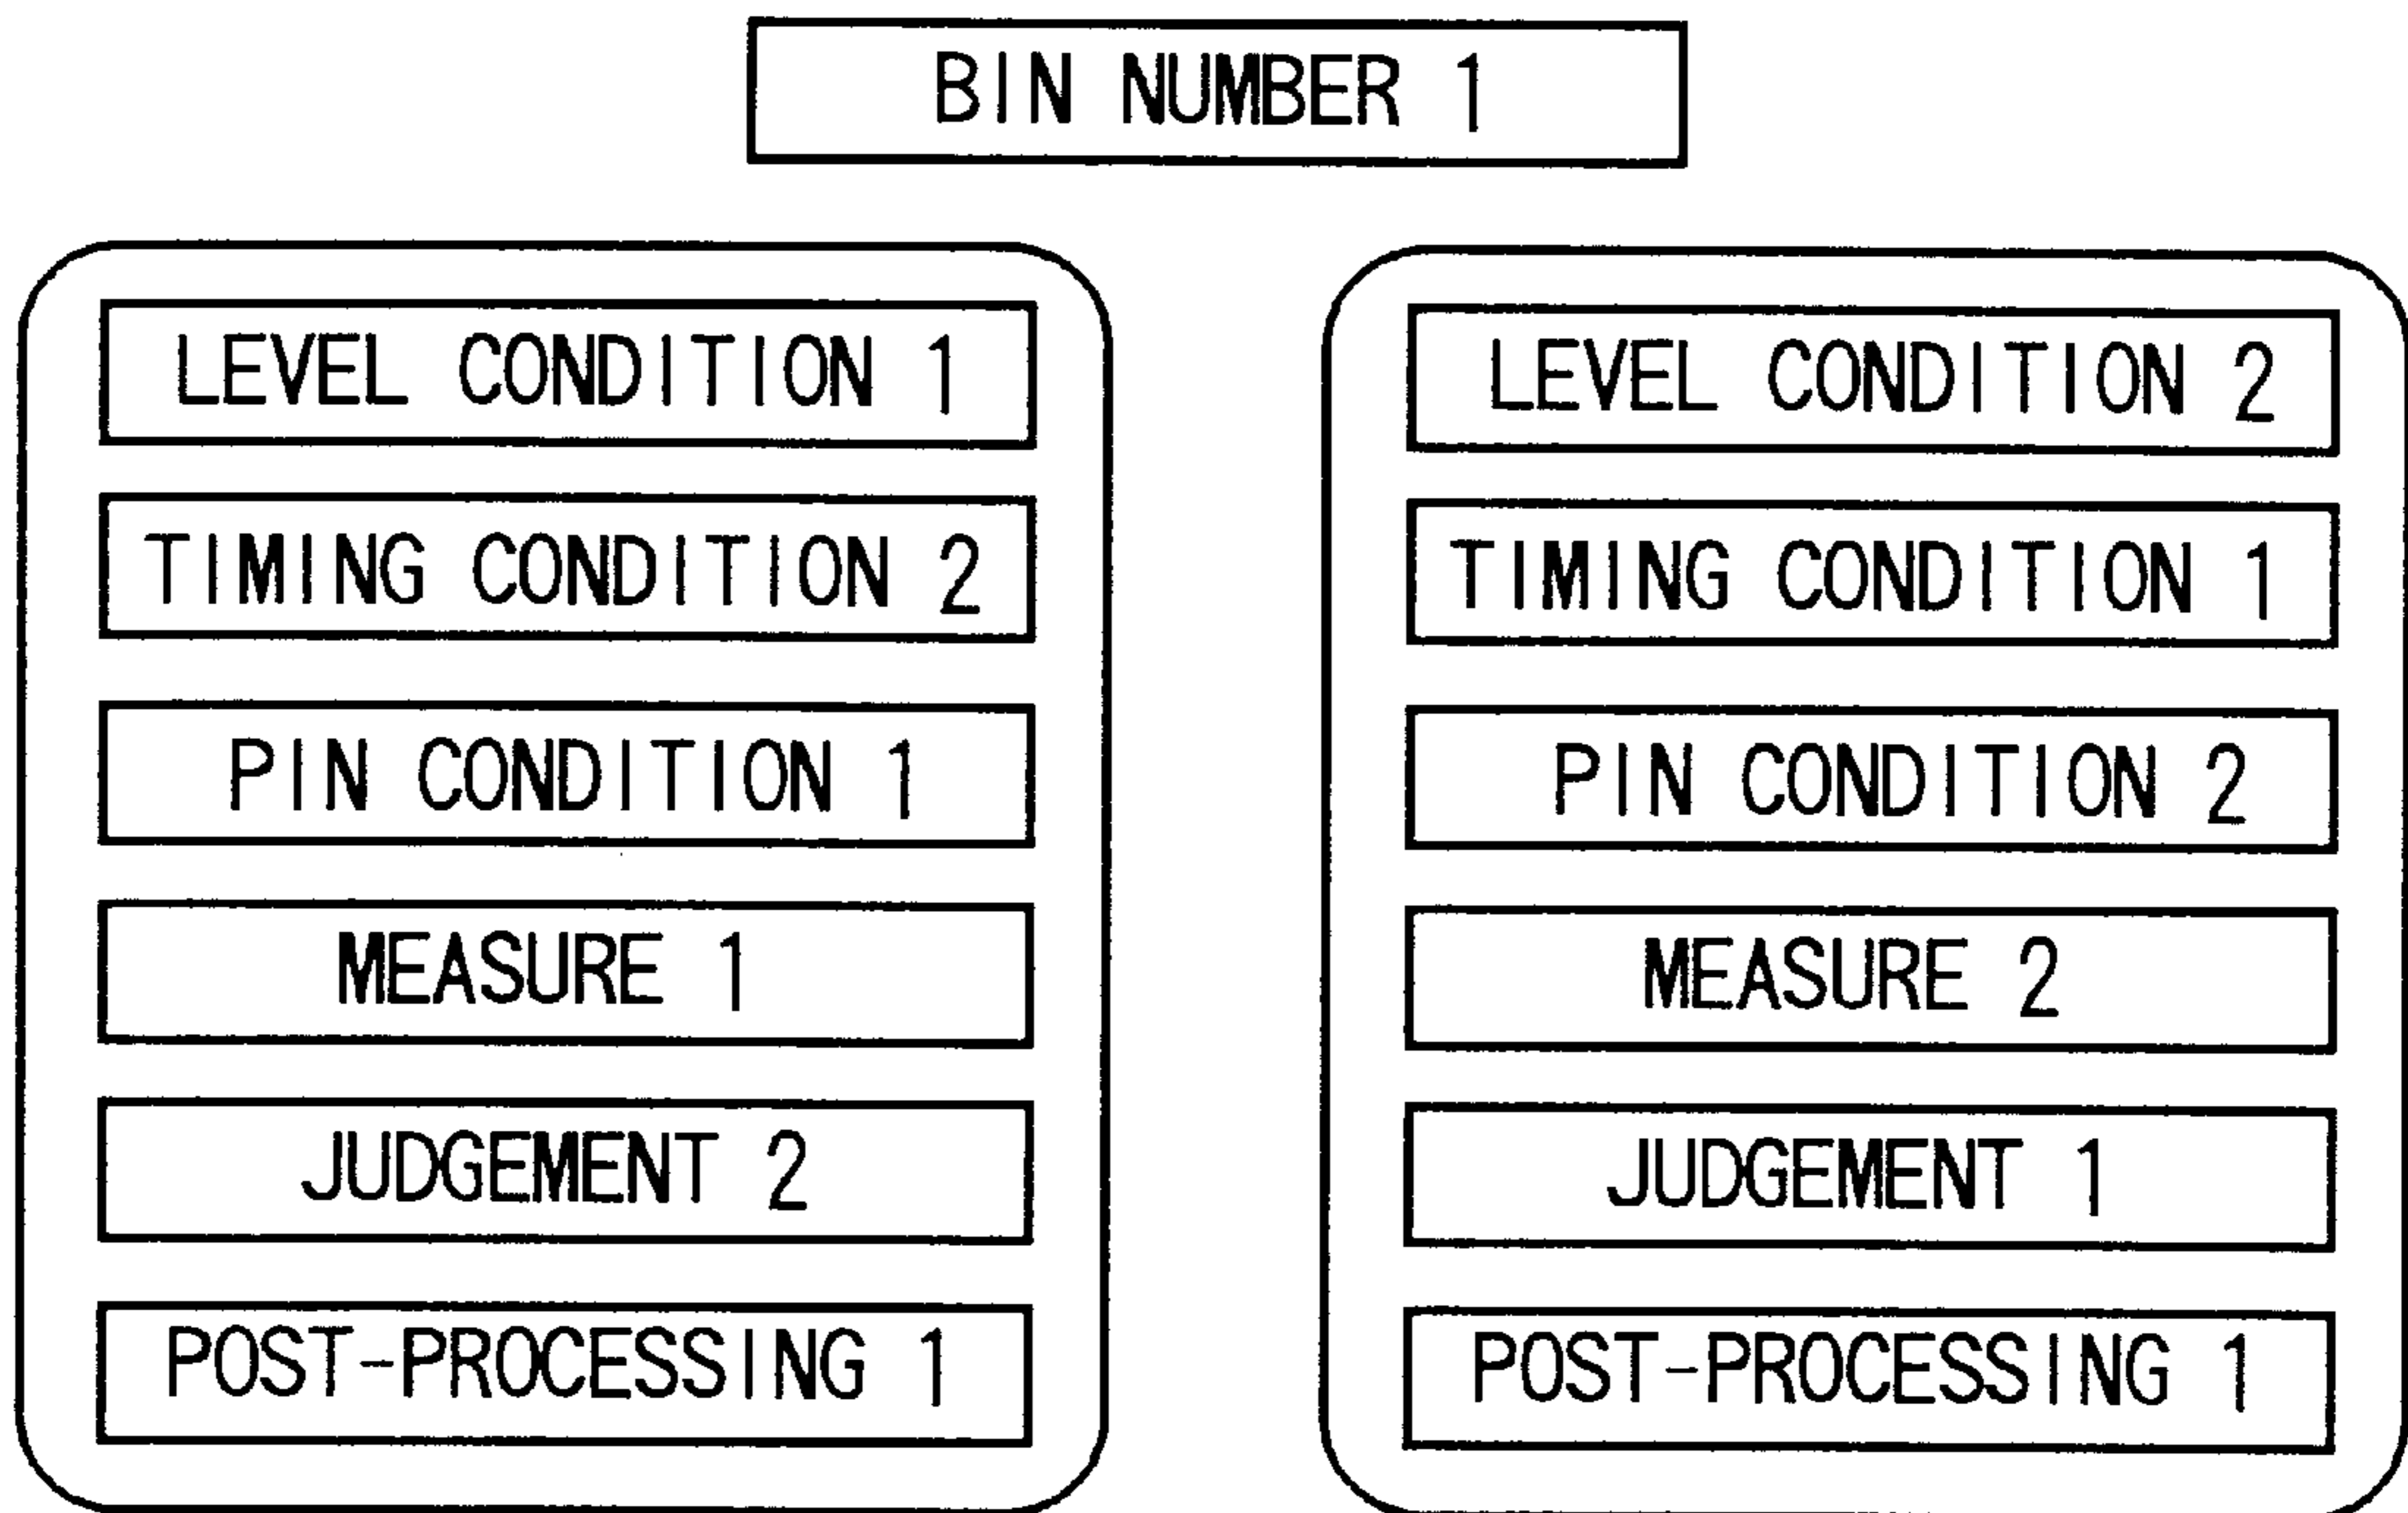 BIN NUMBER 1
LEVEL CONDITION 1
TIMING CONDITION 2
PIN CONDITION 1
MEASURE 1
JUDGEMENT 2
POST-PROCESSING 1
LEVEL CONDITION 2
TIMING CONDITION 1
PIN CONDITION 2
MEASURE 2
JUDGEMENT 1
POST-PROCESSING 1